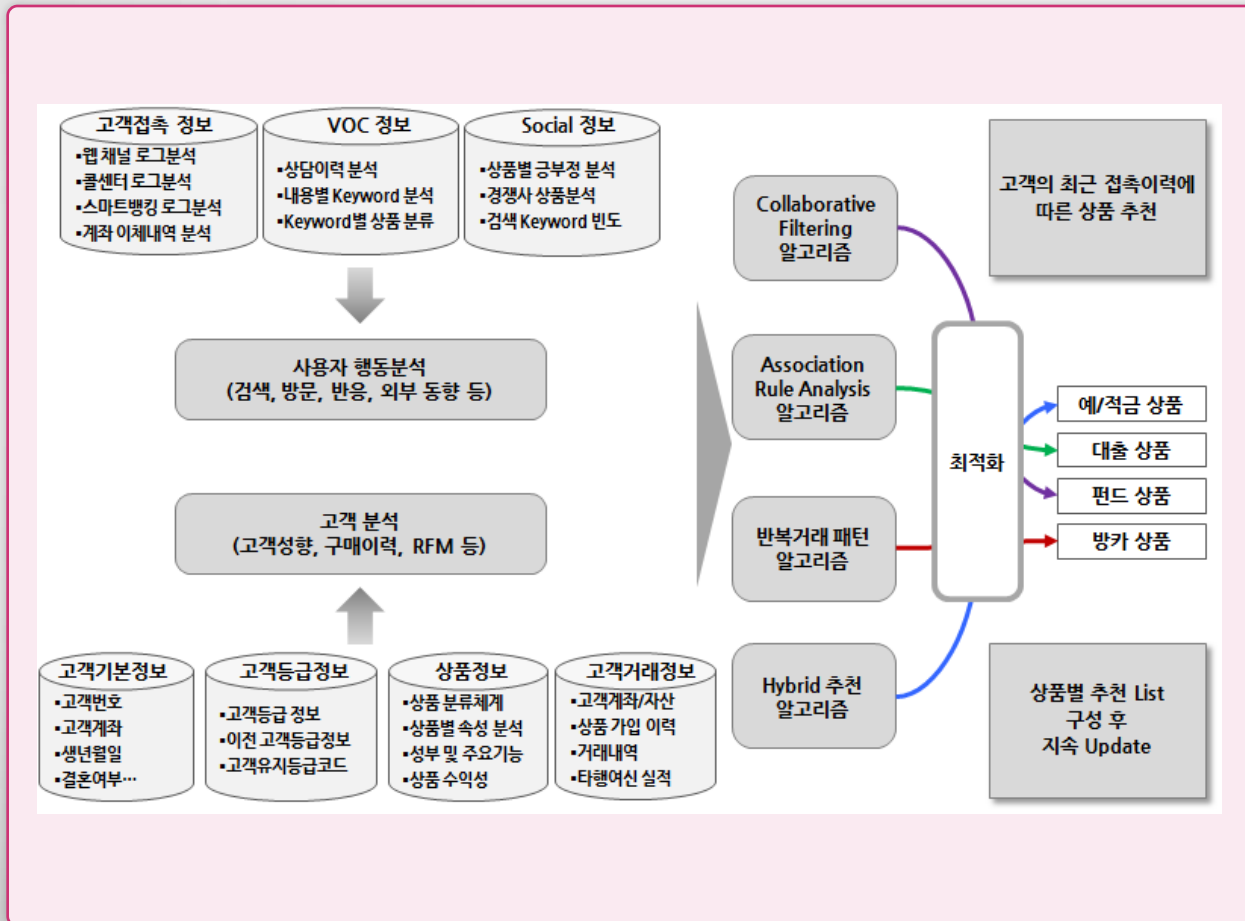 고객접촉 정보
▪웹 채널 로그분석
▪콜센터 로그분석
▪스마트뱅킹 로그분석
▪계좌 이체내역 분석
VOC 정보
▪상담이력 분석
▪내용별 Keyword 분석
▪Keyword별 상품 분류
Social 정보
▪상품별 긍부정 분석
▪경쟁사 상품분석
▪검색 Keyword 빈도
사용자 행동분석
(검색, 방문, 반응, 외부 동향 등)
고객 분석
(고객성향, 구매이력, RFM 등)
고객기본정보
▪고객번호
▪고객계좌
▪생년월일
▪결혼여부…
고객등급정보
▪고객등급 정보
▪이전 고객등급정보
▪고객유지등급코드
상품정보
▪상품 분류체계
▪상품별 속성 분석
▪성부 및 주요기능
▪상품 수익성
고객거래정보
▪고객계좌/자산
▪상품 가입 이력
▪거래내역
▪타행여신 실적
Collaborative
Filtering
알고리즘
Association
Rule Analysis
알고리즘
반복거래 패턴
알고리즘
Hybrid 추천
알고리즘
최적화
고객의 최근 접촉이력에
따른 상품 추천
예/적금 상품
대출 상품
펀드 상품
방카 상품
상품별 추천 List
구성 후
지속 Update